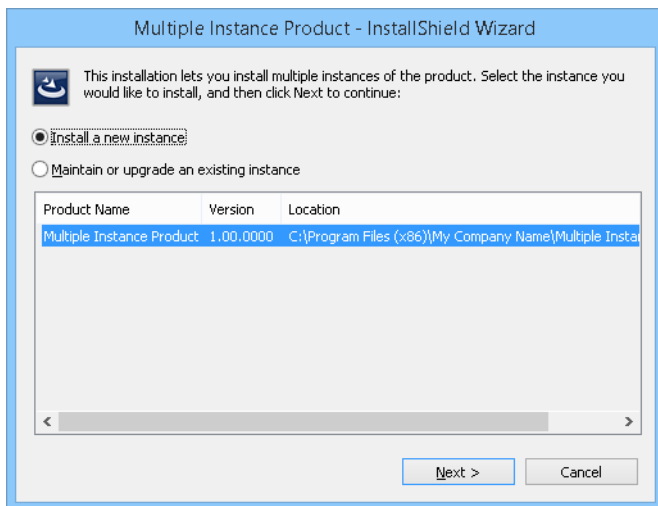 Multiple Instance Product - InstallShield Wizard
This installation lets you install multiple instances of the product. Select the instance you
would like to install, and then click Next to continue:
Install a new instance
Maintain or upgrade an existing instance
Product Name Version Location
Multiple Instance Product 1.00.0000 C:\Program Files (x86)\My Company Name\Multiple Instan
Next > Cancel